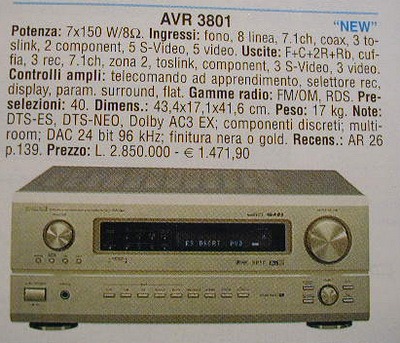 AVR 3801
"NEW"
Potenza: 7x150 W/8Ω. Ingressi: fono, 8 linea, 7.1ch, coax, 3 to-
slink, 2 component, 5 S-Video, 5 video. Uscite: F+C+2R+Rb, cuf-
fia, 3 rec, 7.1ch, zona 2, toslink, component, 3 S-Video, 3 video.
Controlli ampli: telecomando ad apprendimento, selettore rec,
display, param. surround, flat. Gamme radio: FM/OM, RDS. Pre-
selezioni: 40. Dimens.: 43,4x17,1x41,6 cm. Peso: 17 kg. Note:
DTS-ES, DTS-NEO, Dolby AC3 EX; componenti discreti; multi-
room; DAC 24 bit 96 kHz; finitura nera o gold. Recens.: AR 26
p.139. Prezzo: L. 2.850.000 - € 1.471,90